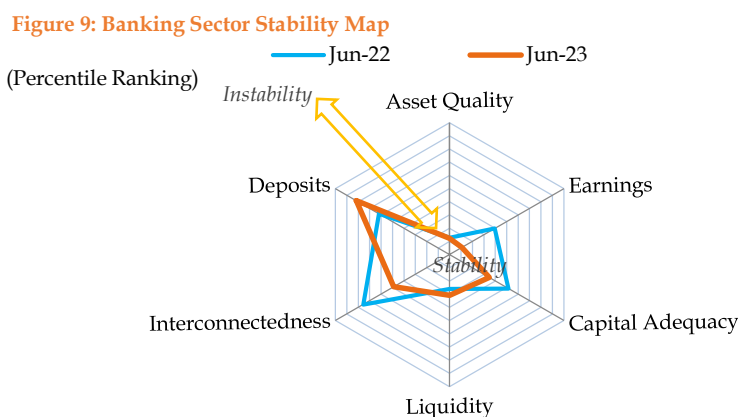 Figure 9: Banking Sector Stability Map
Jun-22
Jun-23
(Percentile Ranking)
Instability
Asset Quality
Deposits
Earnings
Stability
Interconnectedness
Capital Adequacy
Liquidity